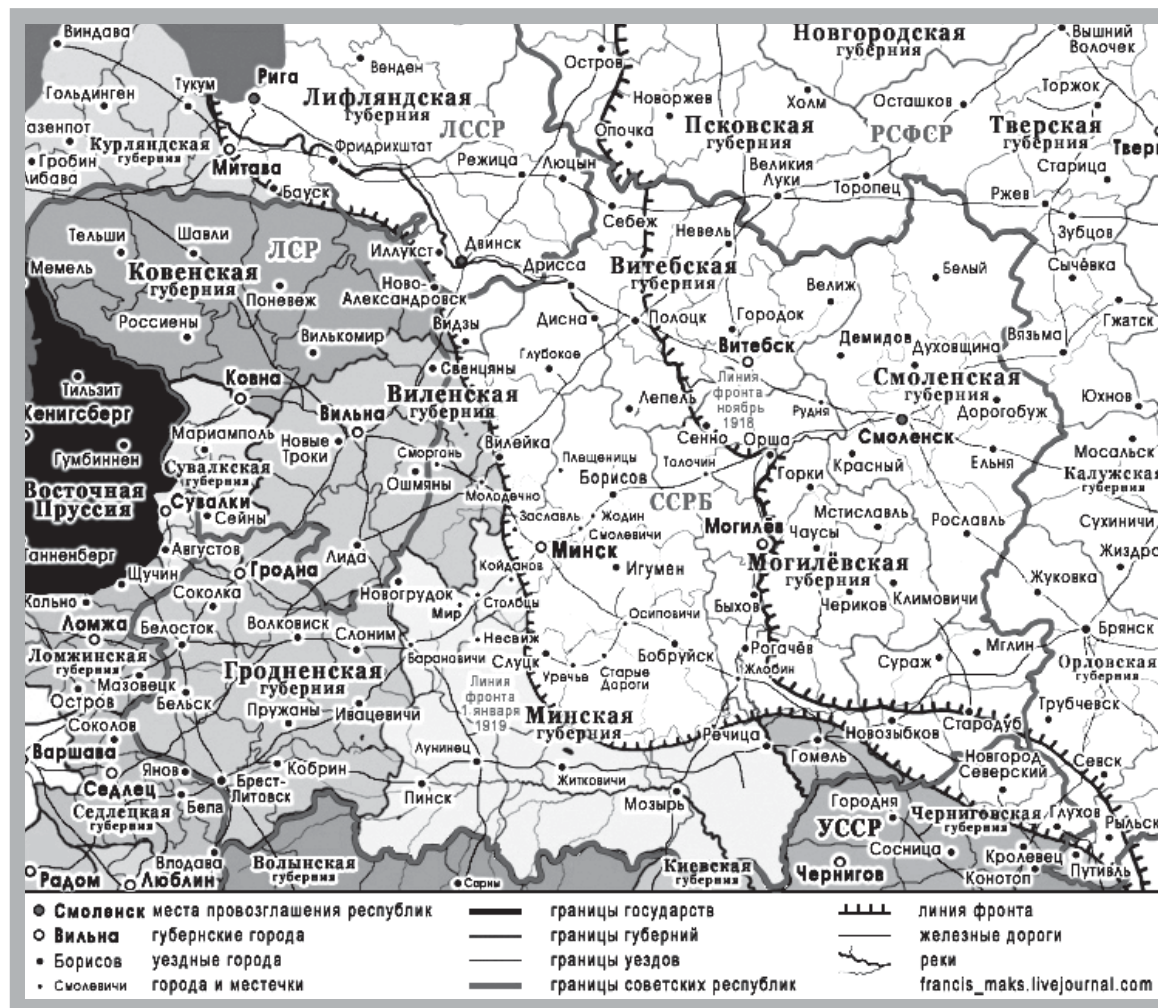 Виндава
Тукум
Рига
Венден
Остров
Новгородская
губерния
Вышний
Волочек
Гольдинген
Лифляндская
губерния
Новоржев
Холм
Осташков
Торжок
азенпот
Курляндская
губерния
ЛССР
Опочка
Псковская
губерния
РСФСР
Тверская
губерния
Гробин
Митава
Фридрихштат
Режица
Люцын
Великия
Луки
Торопец
Старица
Бауск
Себеж
Ржев
Тельши
Шавли
ЛСР
Иллукст
Двинск
Невель
Зубцов
Мемель
Ковенская
губерния
Дрисса
Витебская
губерния
Белый
Сычёвка
Поневеж
Ново-
Александровск
Велиж
Россиены
Вилькомир
Видзы
Дисна
Полоцк
Городок
Демидов
Вязьма
Гжатск
Тильзит
Ковна
Свенцяны
Глубокое
Витебск
Духовщина
Виленская
губерния
Линия
фронта
ноябрь
1918
Смоленская
губерния
Кенигсберг
Вильна
Лепель
Рудня
Дорогобуж
Юхнов
Мариамполь
Новые
Троки
Смоленск
Гумбиннен
Сморгонь
Вилейка
Сенно
Орша
Мосальск
Сувалкская
губерния
Ошмяны
Плещеницы
Толочин
Горки
Красный
Ельня
Калужская
губерния
Восточная
Пруссия
Молодечно
Борисов
Сувалки
Сейны
ССРБ
Заславль
Жодин
Смолевичи
Могилёв
Мстиславль
Рославль
Сухиничи
Танненберг
Августов
Лида
Минск
Чаусы
Жиздра
Щучин
Гродна
Койданов
Игумен
Могилёвская
губерния
Жуковка
Кольно
Соколка
Новогрудок
Столбцы
Мир
Быхов
Чериков
Климовичи
Ломжа
Белосток
Волковиск
Слоним
Несвиж
Осиповичи
Брянск
Ломжинская
губерния
Барановичи
Слуцк
Бобруйск
Рогачёв
Сураж
Мглин
Мазовецк
Гродненская
губерния
Уречье
Старые
Дороги
Жлобин
Орловская
губерния
Остров
Бельск
Линия
фронта
1 января
1919
Соколов
Пружаны
Ивацевичи
Минская
губерния
Трубчевск
Варшава
Лунинец
Речица
Новозыбков
Стародуб
Янов
Кобрин
Гомель
Новгород
Северский
Севск
Седлец
Брест-
Литовск
Пинск
Житковичи
Бела
Мозырь
Городня
Седлецкая
губерния
УССР
Черниговская
губерния
Глухов
Рыльск
Влодава
Волынская
губерния
Киевская
губерния
Сосница
Кролевец
Путивль
Радом
Люблин
Сарны
Чернигов
Конотоп
Смоленск места провозглашения республик
Вильна губернские города
Борисов уездные города
Смолевичи города и местечки
границы государств
границы губерний
границы уездов
границы советских республик
линия фронта
железные дороги
реки
francis_maks.livejournal.com